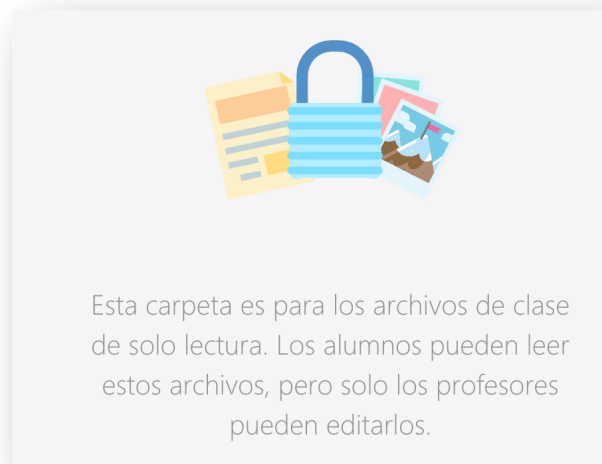 Esta carpeta es para los archivos de clase
de solo lectura. Los alumnos pueden leer
estos archivos, pero solo los profesores
pueden editarlos.